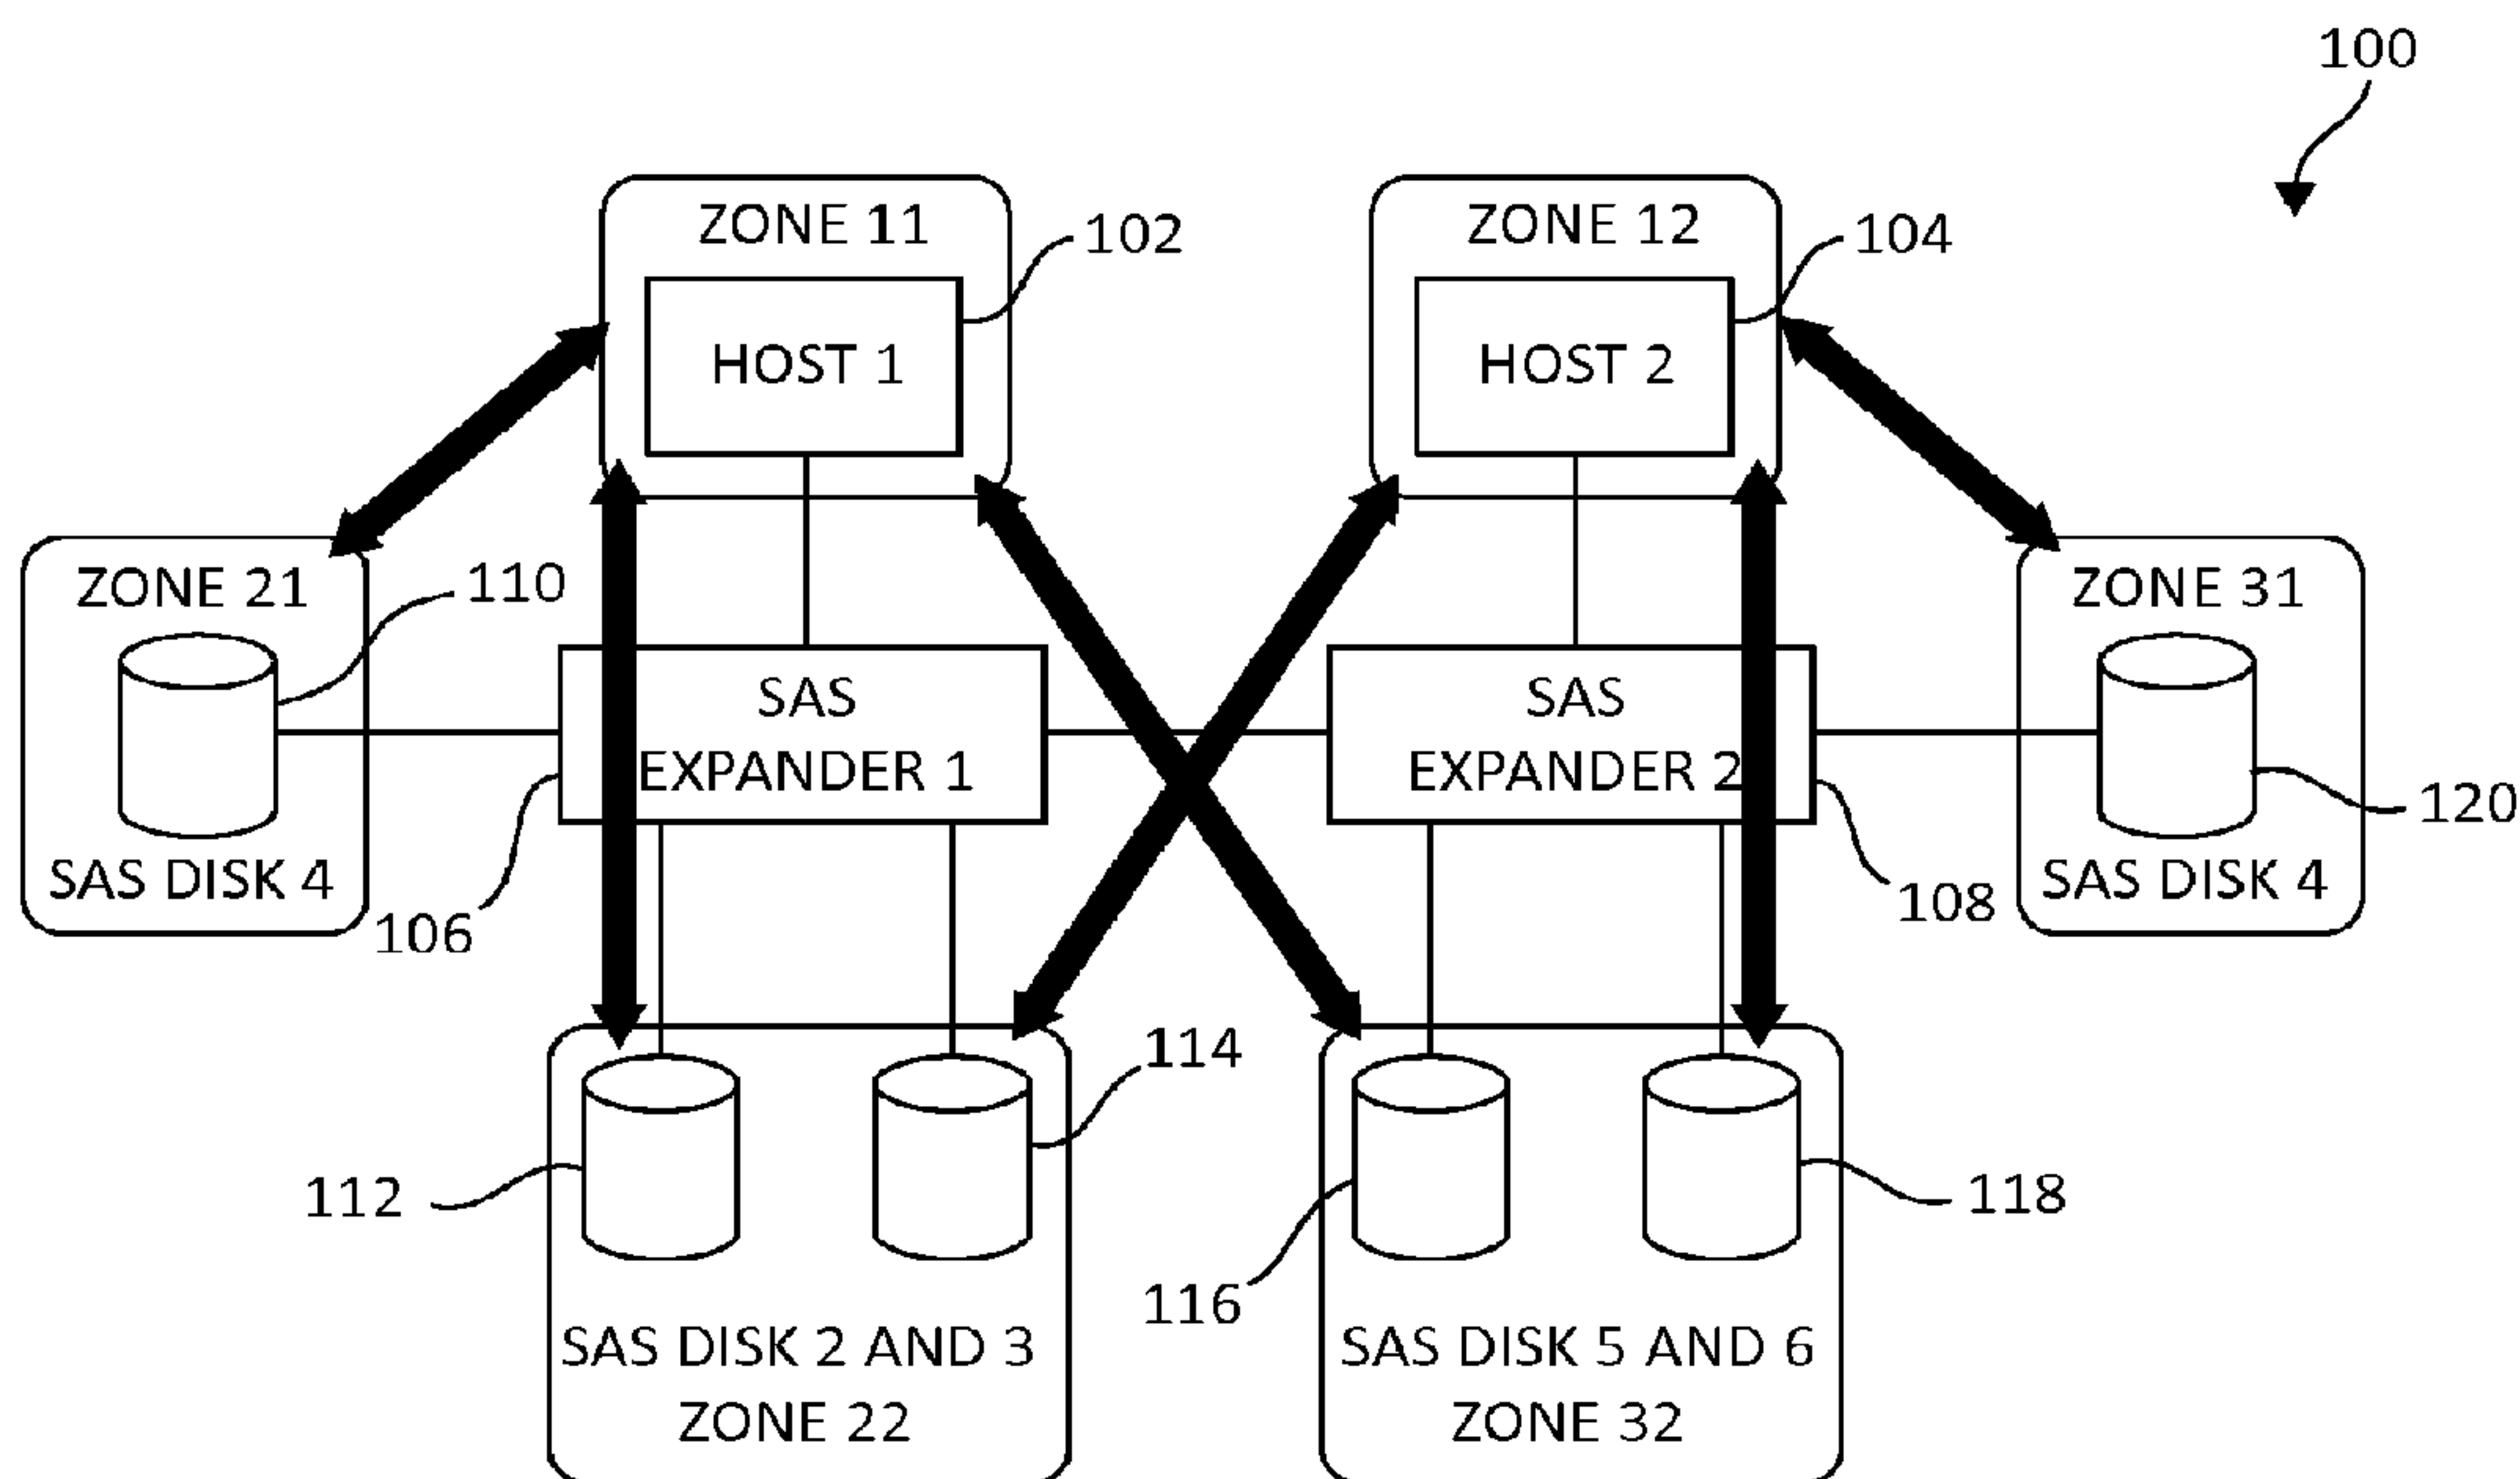 100
ZONE 11
ZONE 12
102
104
HOST 1
HOST 2
ZONE 21
110
ZONE 31
SAS
EXPANDER 1
SAS
EXPANDER 2
120
SAS DISK 4
SAS DISK 4
106
108
114
112
118
116
SAS DISK 2 AND 3
ZONE 22
SAS DISK 5 AND 6
ZONE 32